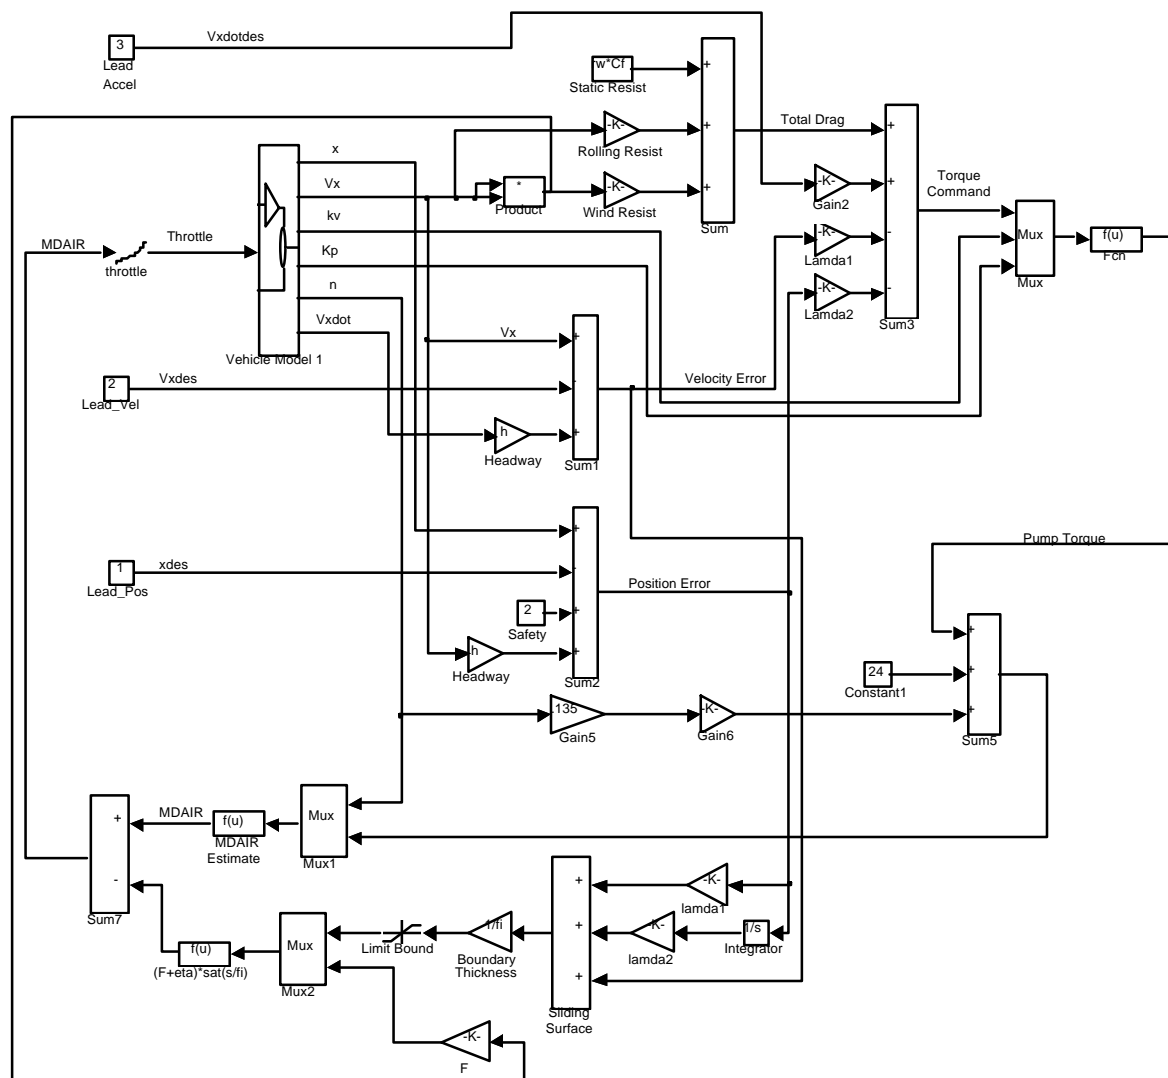 Vxdotdes
3
Lead
Accel
rw*Cf
Static Resist
+
-K-
Rolling Resist
+
Total Drag
+
x
Vx
*
Product
-K-
Wind Resist
+
Sum
-K-
Gain2
+
Torque
Command
kv
MDAIR
Throttle
throttle
Kp
-K-
Lamda1
-
Mux
Mux
f(u)
Fcn
n
-K-
Lamda2
-
Sum3
Vxdot
Vehicle Model 1
Vx
+
2
Vxdes
Lead_Vel
-
Velocity Error
h
Headway
+
Sum1
+
Pump Torque
1
xdes
Lead_Pos
-
Position Error
2
Safety
+
h
Headway
+
Sum2
+
24
Constant1
+
.135
Gain5
-K-
Gain6
+
Sum5
+
MDAIR
f(u)
MDAIR
Estimate
Mux
Mux1
-
Sum7
+
-K-
lamda1
f(u)
(F+eta)*sat(s/fi)
Mux
Mux2
Limit Bound
1/fi
Boundary
Thickness
+
-K-
lamda2
1/s
Integrator
+
Sliding
Surface
-K-
F